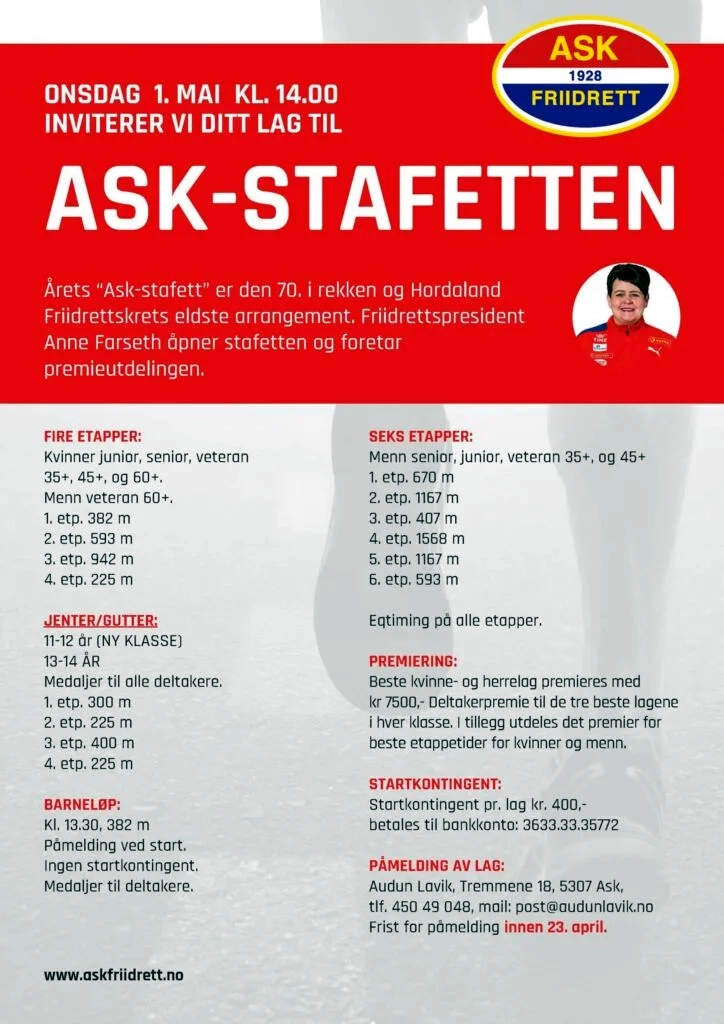 ASK
1928
FRIIDRETT
ONSDAG 1. MAI KL. 14.00
INVITERER VI DITT LAG TIL
ASK-STAFETTEN
Årets “Ask-stafett” er den 70. i rekken og Hordaland
Friidrettskrets eldste arrangement. Friidrettspresident
Anne Farseth åpner stafetten og foretar
premieutdelingen.
FIRE ETAPPER:
Kvinner junior, senior, veteran
35+, 45+, og 60+.
Menn veteran 60+.
1. etp. 382 m
2. etp. 593 m
3. etp. 942 m
4. etp. 225 m
JENTER/GUTTER:
11-12 år (NY KLASSE)
13-14 ÅR
Medaljer til alle deltakere.
1. etp. 300 m
2. etp. 225 m
3. etp. 400 m
4. etp. 225 m
BARNELØP:
Kl. 13.30, 382 m
Påmelding ved start.
Ingen startkontingent.
Medaljer til deltakere.
SEKS ETAPPER:
Menn senior, junior, veteran 35+, og 45+
1. etp. 670 m
2. etp. 1167 m
3. etp. 407 m
4. etp. 1568 m
5. etp. 1167 m
6. etp. 593 m
Eqtiming på alle etapper.
PREMIERING:
Beste kvinne- og herrelag premieres med
kr 7500,- Deltakerpremie til de tre beste lagene
i hver klasse. I tillegg utdeles det premier for
beste etappetider for kvinner og menn.
STARTKONTINGENT:
Startkontingent pr. lag kr. 400,-
betales til bankkonto: 3633.33.35772
PÅMELDING AV LAG:
Audun Lavik, Tremmene 18, 5307 Ask,
tlf. 450 49 048, mail: post@audunlavik.no
Frist for påmelding innen 23. april.
www.askfriidrett.no